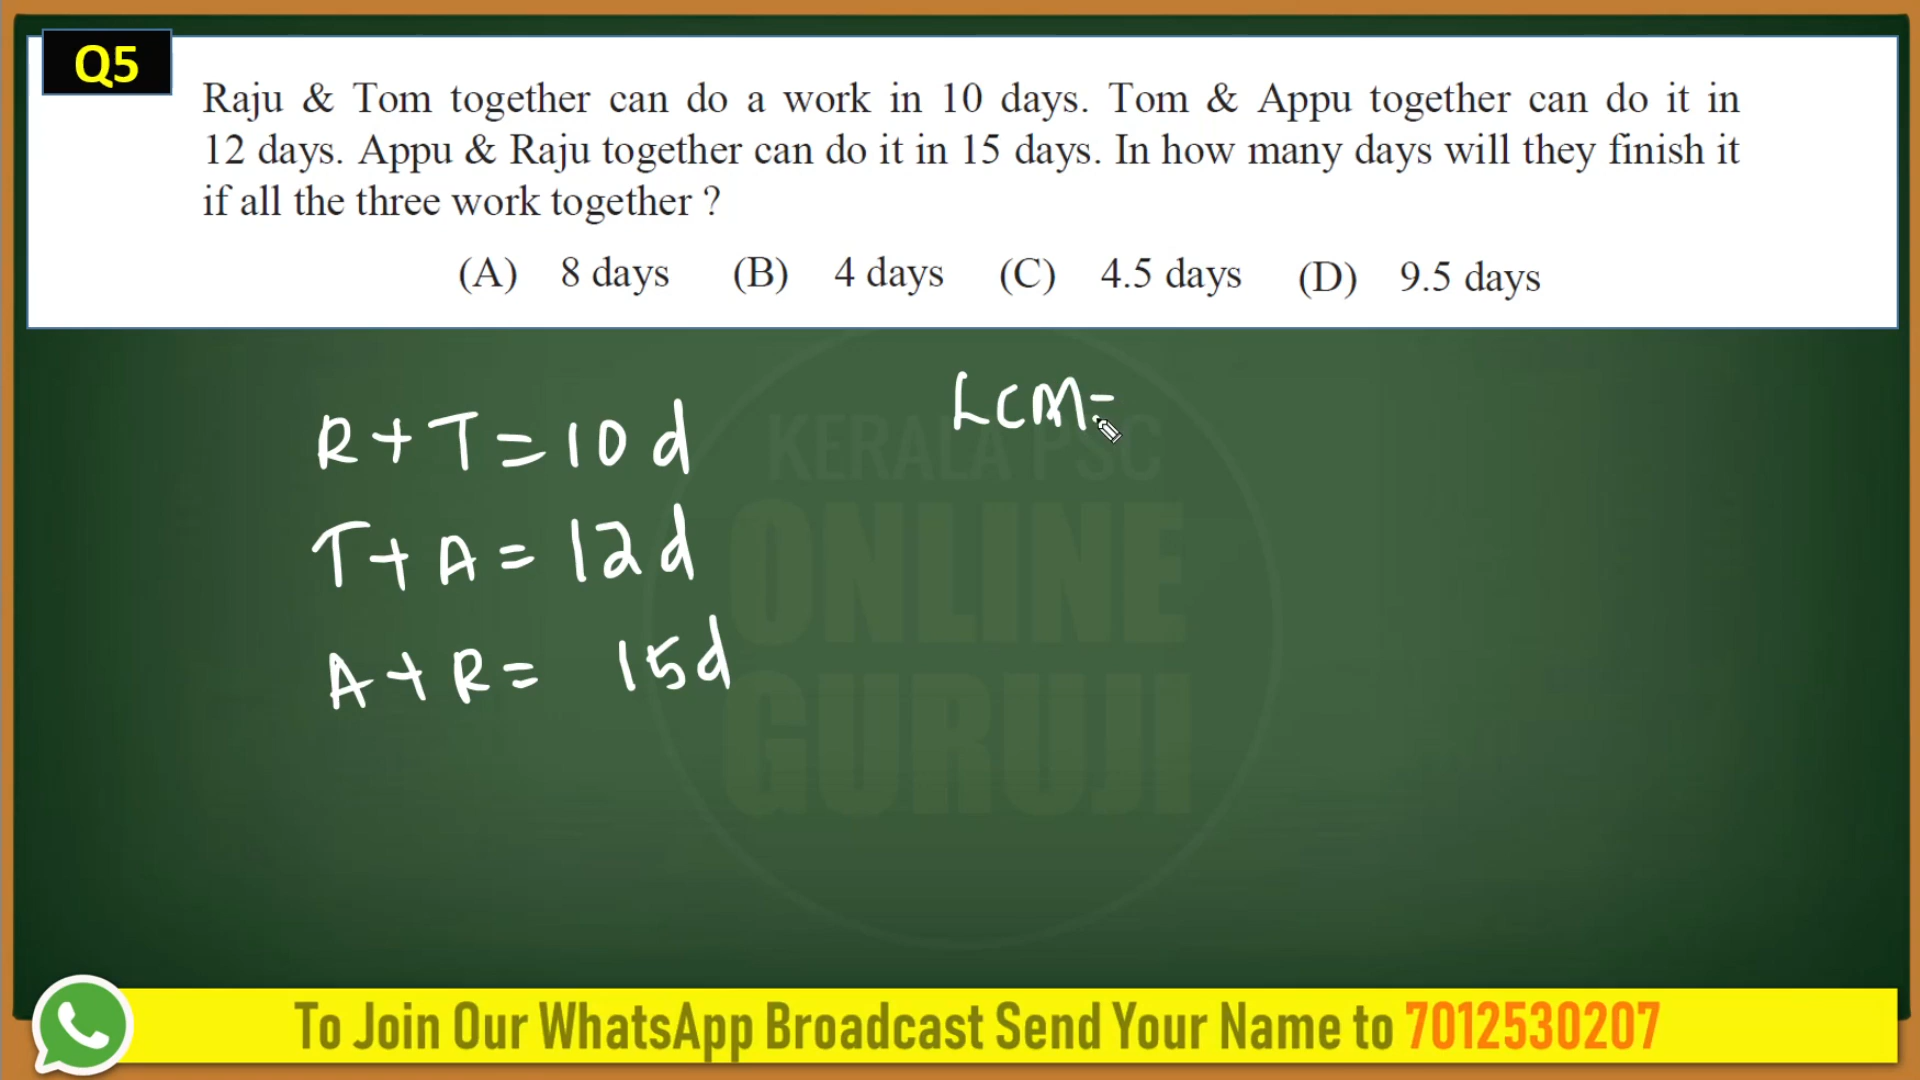 Q5
Raju & Tom together can do a work in 10 days. Tom & Appu together can do it in
12 days. Appu & Raju together can do it in 15 days. In how many days will they finish it
if all the three work together ?
(A) 8 days (B) 4 days (C) 4.5 days (D) 9.5 days
LCM=
R+T=10d
T+A=12d
A+R= 15d
KERALA PSC
ONLINE
GURUJI
To Join Our WhatsApp Broadcast Send Your Name to 7012530207